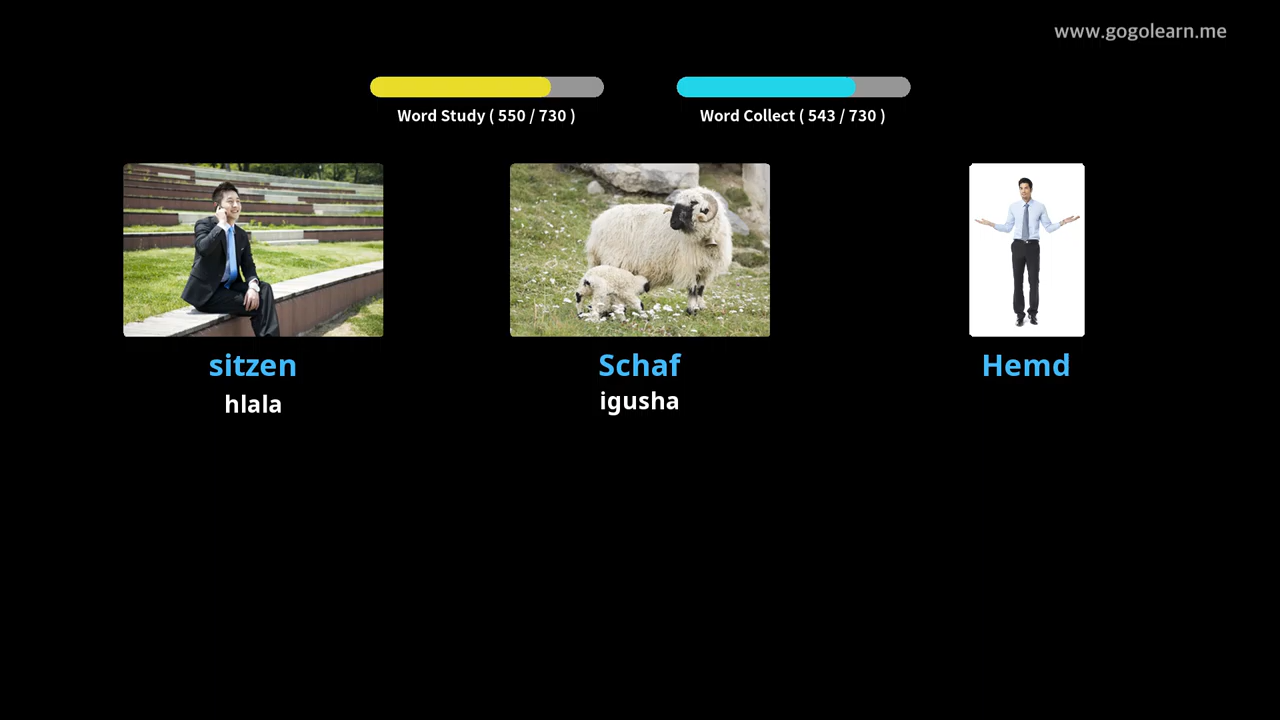 www.gogolearn.me
Word Study ( 550 / 730 )
Word Collect ( 543 / 730 )
sitzen
hlala
Schaf
igusha
Hemd